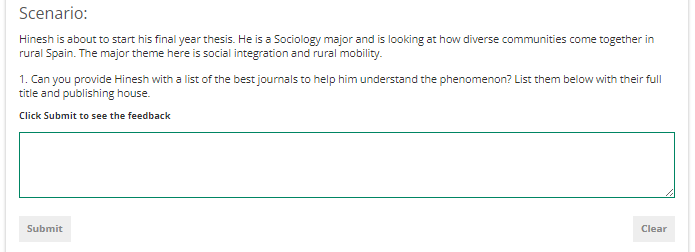 Scenario:
Hinesh is about to start his final year thesis. He is a Sociology major and is looking at how diverse communities come together in
rural Spain. The major theme here is social integration and rural mobility.
1. Can you provide Hinesh with a list of the best journals to help him understand the phenomenon? List them below with their full
title and publishing house.
Click Submit to see the feedback
Submit
Clear